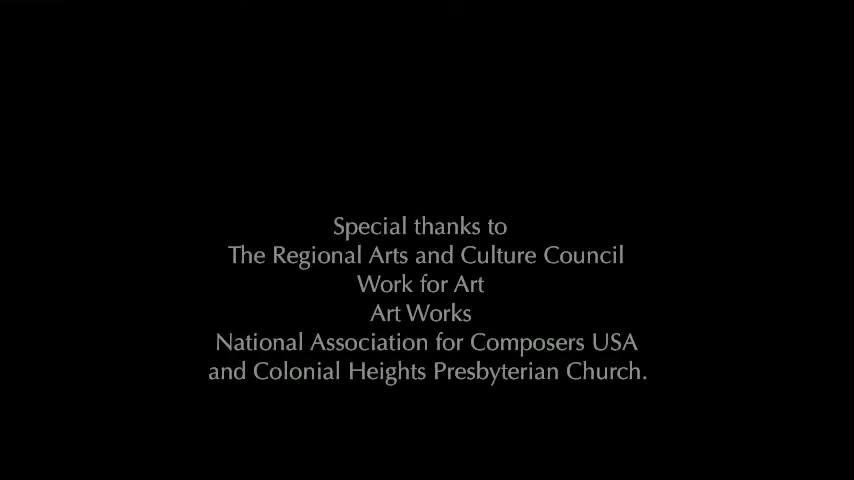 Special thanks to
The Regional Arts and Culture Council
Work for Art
Art Works
National Association for Composers USA
and Colonial Heights Presbyterian Church.